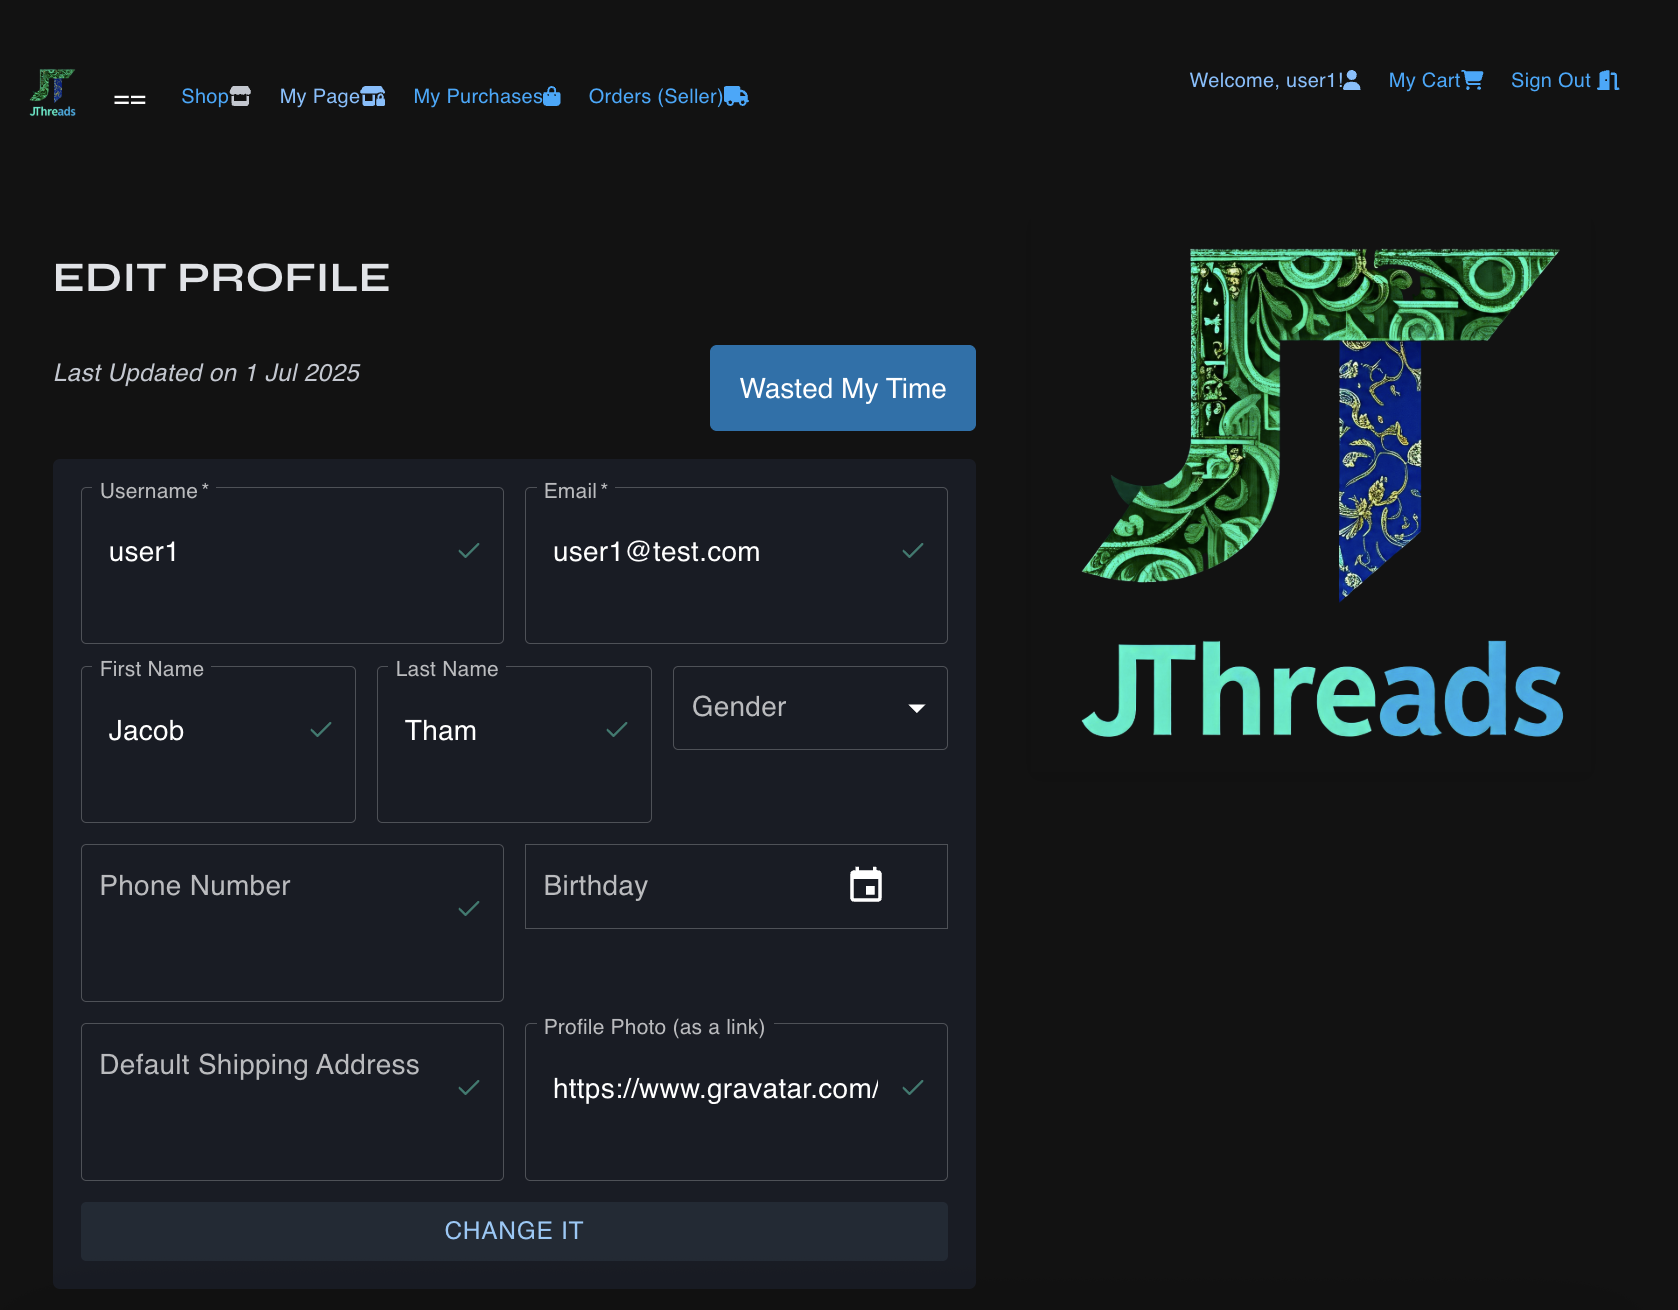 JThreads
==
Shop
My Page
My Purchases
Orders (Seller)
Welcome, user1!
My Cart
Sign Out
EDIT PROFILE
Last Updated on 1 Jul 2025
Wasted My Time
Username *
user1
Email *
user1@test.com
First Name
Jacob
Last Name
Tham
Gender
Phone Number
Birthday
Default Shipping Address
Profile Photo (as a link)
https://www.gravatar.com/
CHANGE IT
JT
JThreads